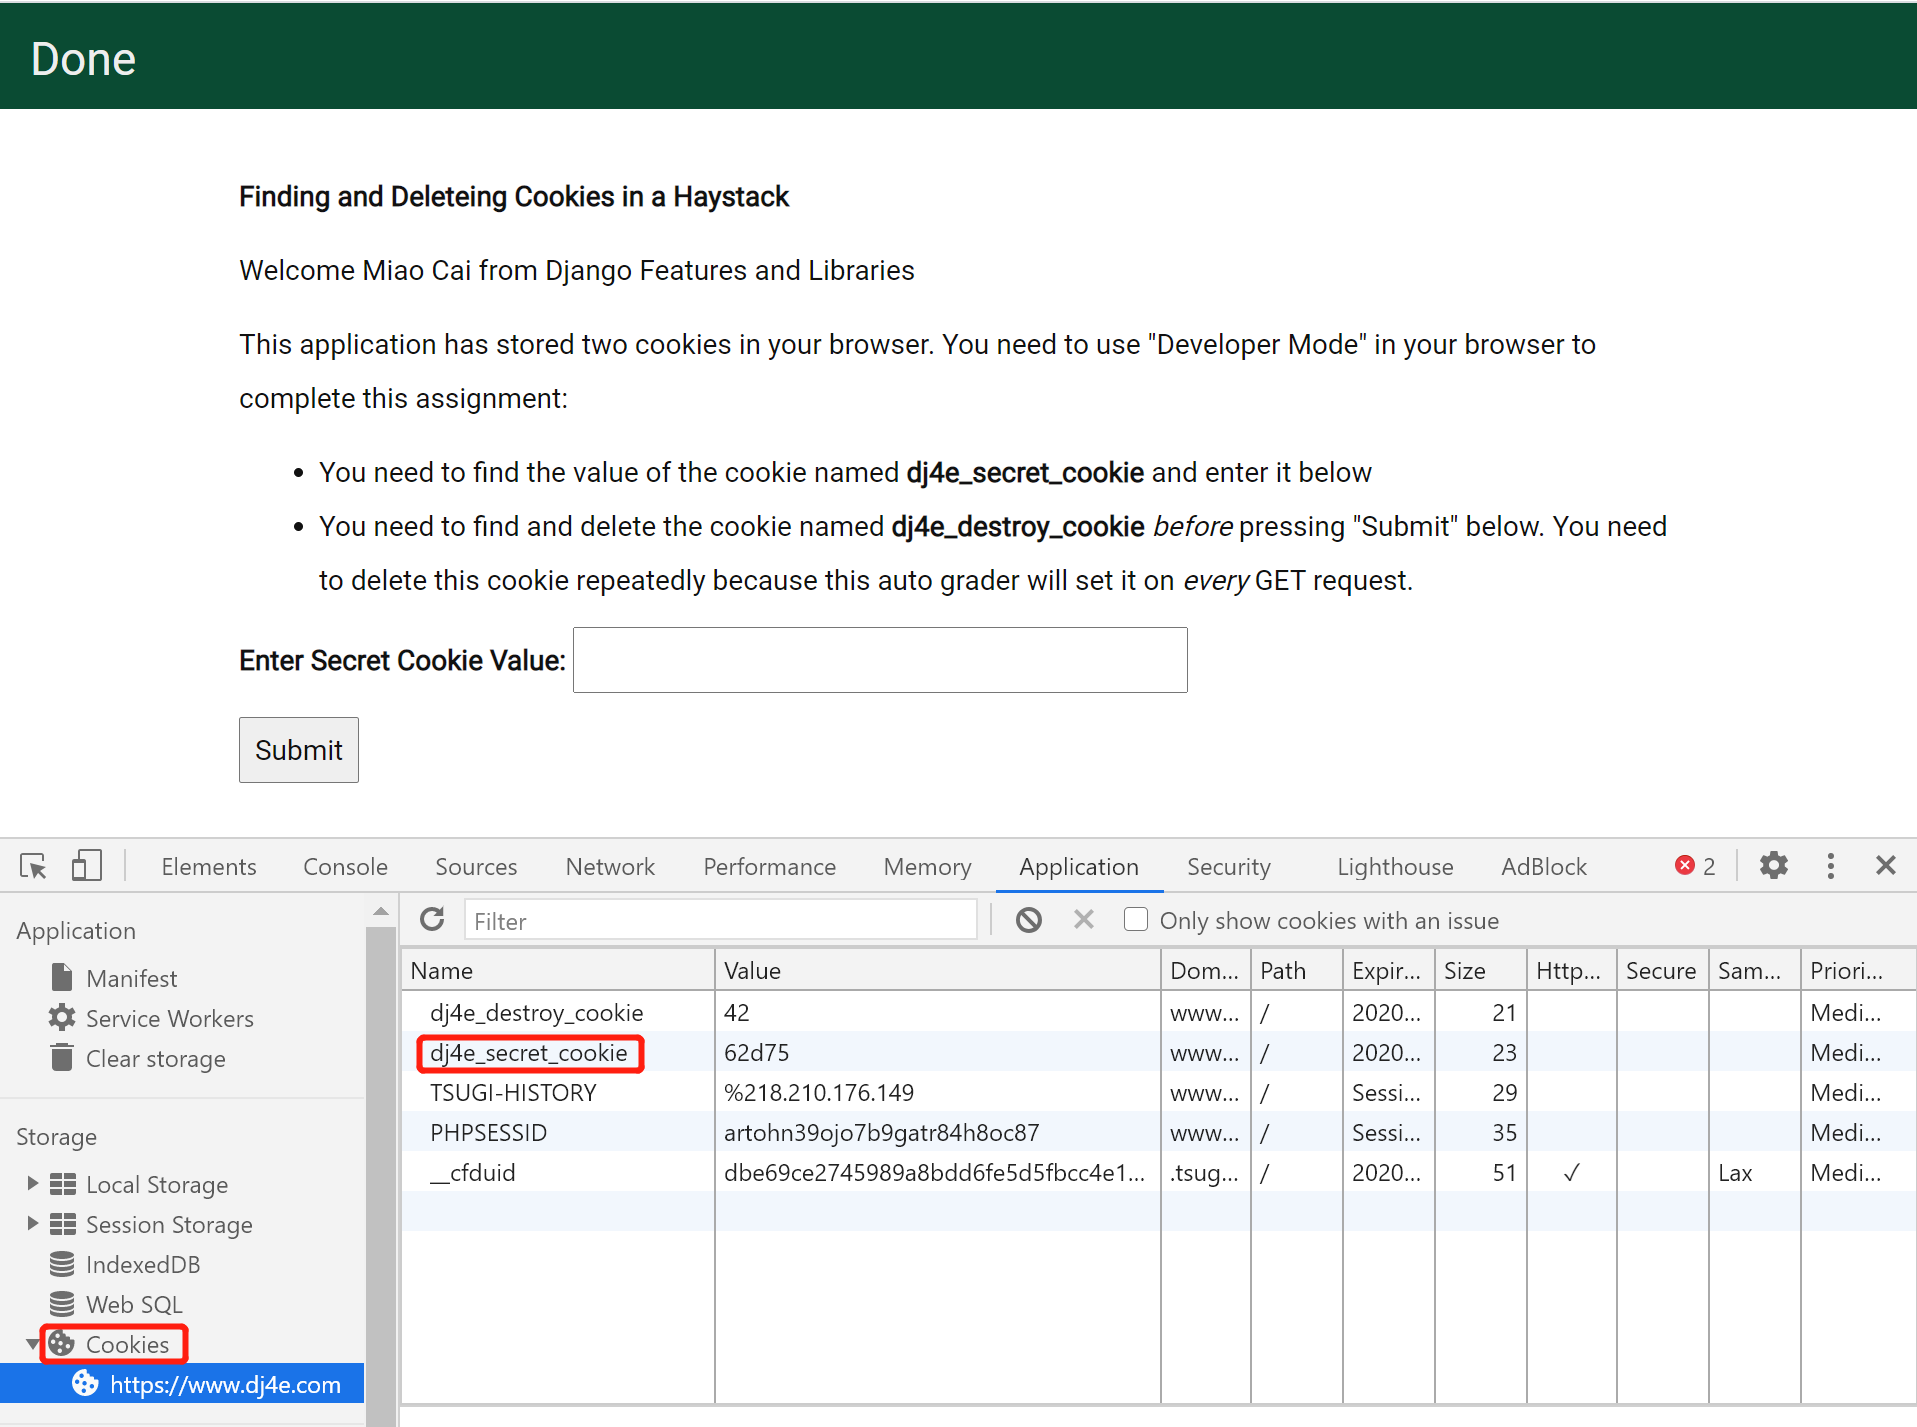 Done
Finding and Deleteing Cookies in a Haystack
Welcome Miao Cai from Django Features and Libraries
This application has stored two cookies in your browser. You need to use "Developer Mode" in your browser to
complete this assignment:
• You need to find the value of the cookie named dj4e_secret_cookie and enter it below
• You need to find and delete the cookie named dj4e_destroy_cookie before pressing "Submit" below. You need
to delete this cookie repeatedly because this auto grader will set it on every GET request.
Enter Secret Cookie Value:
Submit
Elements Console Sources Network Performance Memory Application Security Lighthouse AdBlock 2
Application
Manifest
Service Workers
Clear storage
Storage
Local Storage
Session Storage
IndexedDB
Web SQL
Cookies
https://www.dj4e.com
Filter Only show cookies with an issue
Name Value Dom... Path Expir... Size Http... Secure Sam... Priori...
dj4e_destroy_cookie 42 www... / 2020... 21 Medi...
dj4e_secret_cookie 62d75 www... / 2020... 23 Medi...
TSUGI-HISTORY %218.210.176.149 www... / Sessi... 29 Medi...
PHPSESSID artohn39ojo7b9gatr84h8oc87 www... / Sessi... 35 Medi...
__cfduid dbe69ce2745989a8bdd6fe5d5fbcc4e1... .tsug... / 2020... 51 ✓ Lax Medi...